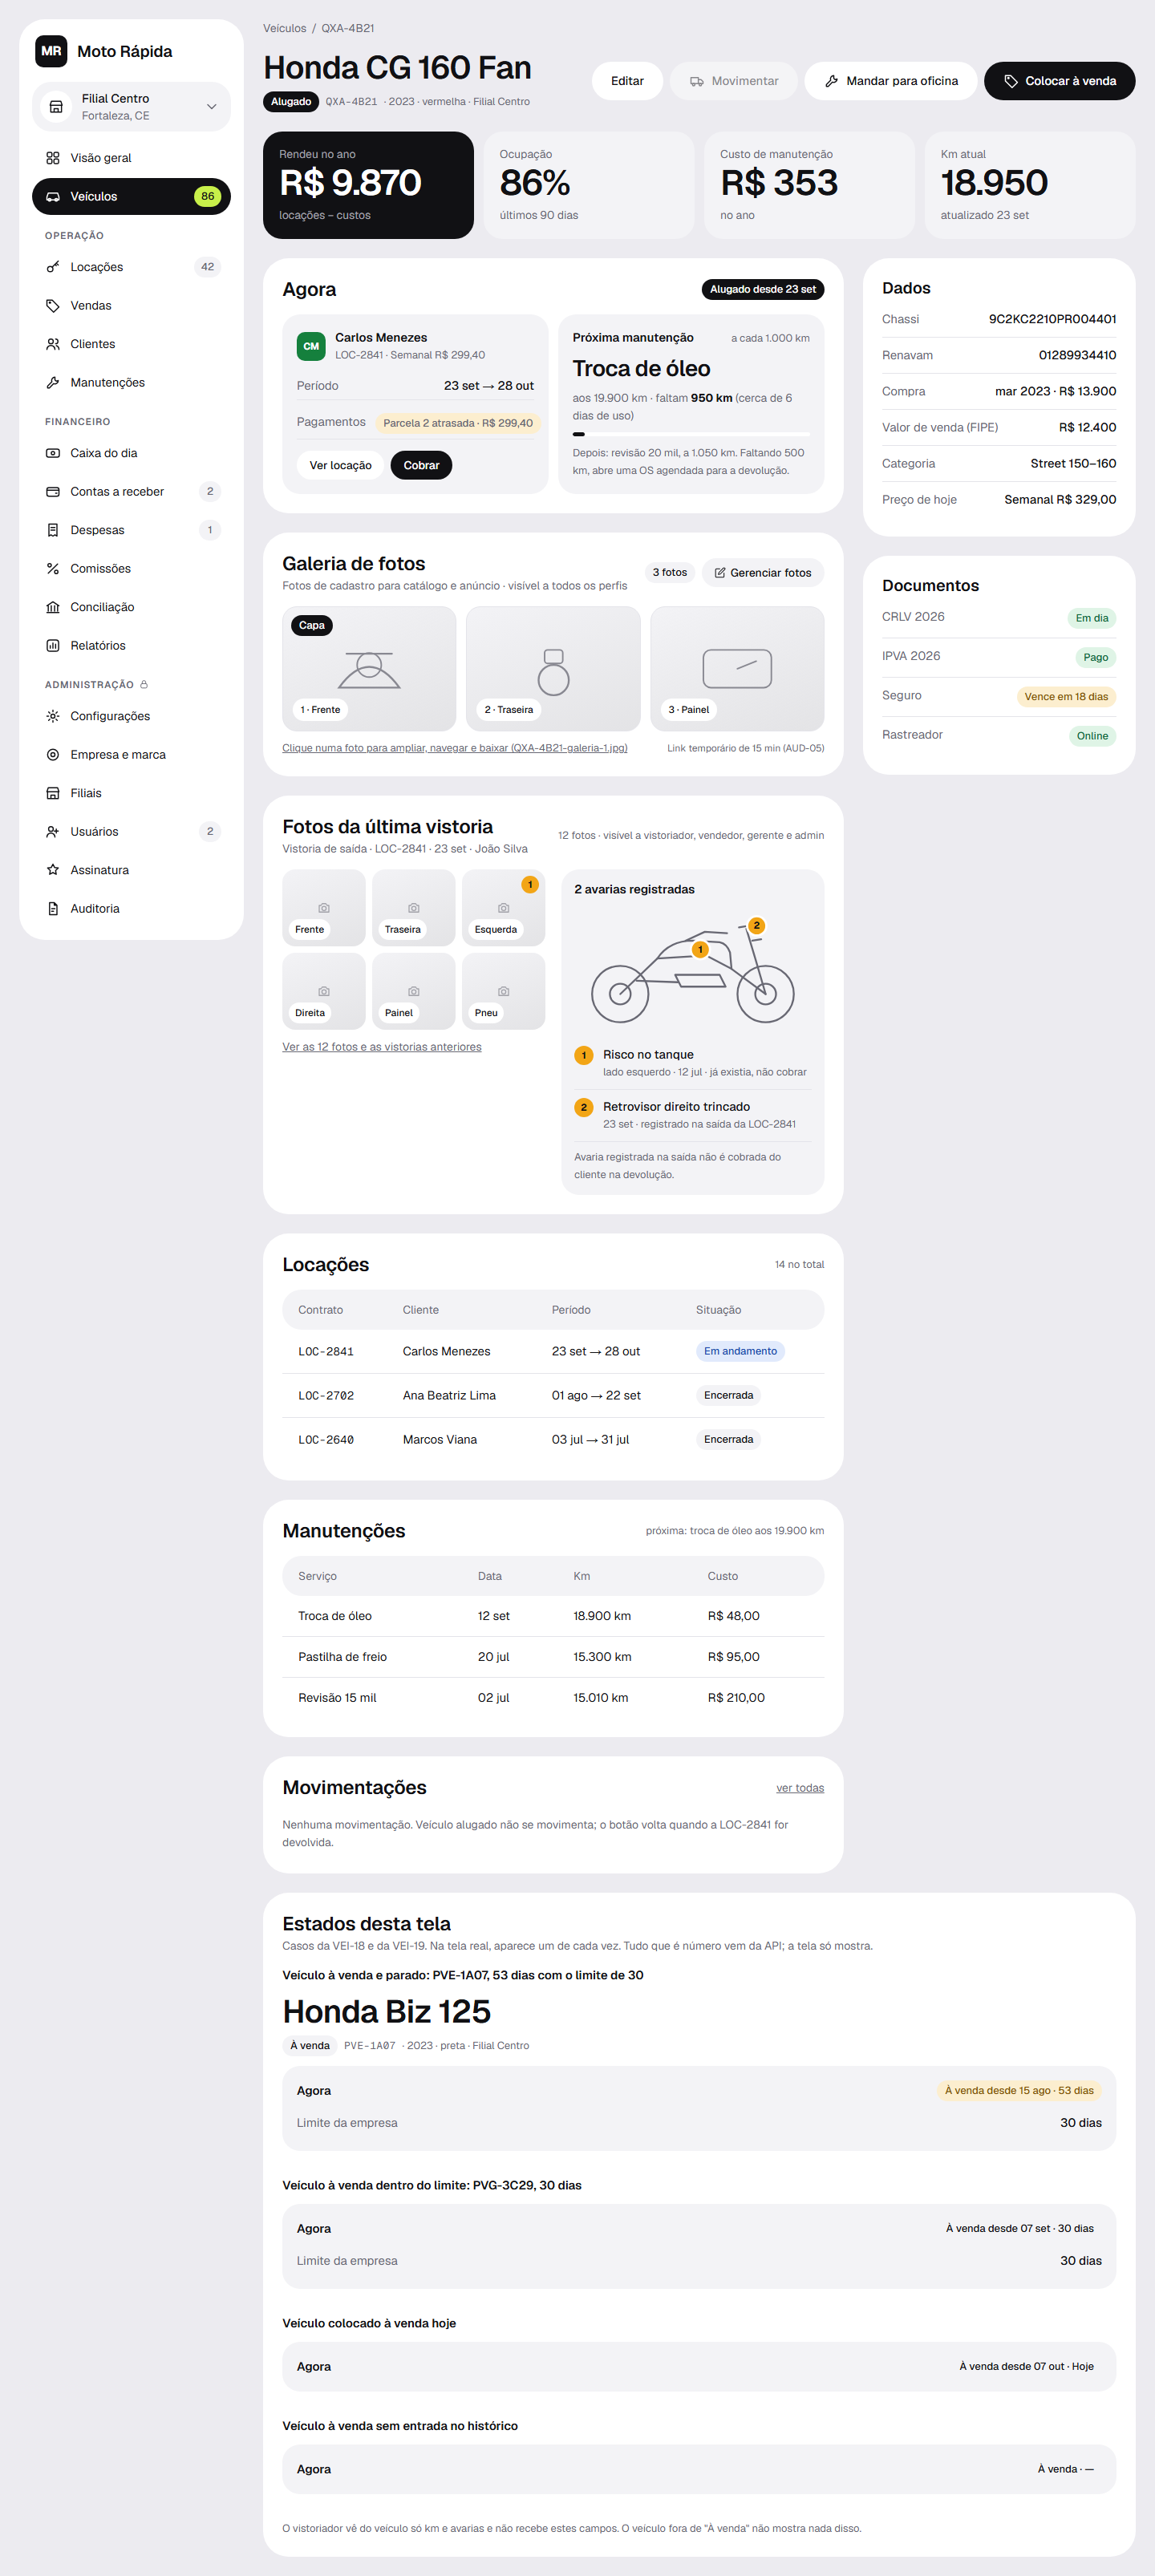 MR Moto Rápida
Filial Centro
Fortaleza, CE
Visão geral
Veículos 86
OPERAÇÃO
Locações 42
Vendas
Clientes
Manutenções
FINANCEIRO
Caixa do dia
Contas a receber 2
Despesas 1
Comissões
Conciliação
Relatórios
ADMINISTRAÇÃO
Configurações
Empresa e marca
Filiais
Usuários 2
Assinatura
Auditoria
Veículos / QXA-4B21
Honda CG 160 Fan
Alugado QXA-4B21 · 2023 · vermelha · Filial Centro
Editar
Movimentar
Mandar para oficina
Colocar à venda
Rendeu no ano
R$ 9.870
locações – custos
Ocupação
86%
últimos 90 dias
Custo de manutenção
R$ 353
no ano
Km atual
18.950
atualizado 23 set
Agora
Alugado desde 23 set
CM
Carlos Menezes
LOC-2841 · Semanal R$ 299,40
Período 23 set → 28 out
Pagamentos Parcela 2 atrasada · R$ 299,40
Ver locação
Cobrar
Próxima manutenção a cada 1.000 km
Troca de óleo
aos 19.900 km · faltam 950 km (cerca de 6
dias de uso)
Depois: revisão 20 mil, a 1.050 km. Faltando 500
km, abre uma OS agendada para a devolução.
Dados
Chassi 9C2KC2210PR004401
Renavam 01289934410
Compra mar 2023 · R$ 13.900
Valor de venda (FIPE) R$ 12.400
Categoria Street 150–160
Preço de hoje Semanal R$ 329,00
Documentos
CRLV 2026 Em dia
IPVA 2026 Pago
Seguro Vence em 18 dias
Rastreador Online
Galeria de fotos
Fotos de cadastro para catálogo e anúncio · visível a todos os perfis
3 fotos
Gerenciar fotos
Capa
1 · Frente
2 · Traseira
3 · Painel
Clique numa foto para ampliar, navegar e baixar (QXA-4B21-galeria-1.jpg)
Link temporário de 15 min (AUD-05)
Fotos da última vistoria
Vistoria de saída · LOC-2841 · 23 set · João Silva
12 fotos · visível a vistoriador, vendedor, gerente e admin
Frente
Traseira
1
Esquerda
Direita
Painel
Pneu
Ver as 12 fotos e as vistorias anteriores
2 avarias registradas
1
2
1 Risco no tanque
lado esquerdo · 12 jul · já existia, não cobrar
2 Retrovisor direito trincado
23 set · registrado na saída da LOC-2841
Avaria registrada na saída não é cobrada do
cliente na devolução.
Locações
14 no total
Contrato Cliente Período Situação
LOC-2841 Carlos Menezes 23 set → 28 out Em andamento
LOC-2702 Ana Beatriz Lima 01 ago → 22 set Encerrada
LOC-2640 Marcos Viana 03 jul → 31 jul Encerrada
Manutenções
próxima: troca de óleo aos 19.900 km
Serviço Data Km Custo
Troca de óleo 12 set 18.900 km R$ 48,00
Pastilha de freio 20 jul 15.300 km R$ 95,00
Revisão 15 mil 02 jul 15.010 km R$ 210,00
Movimentações
ver todas
Nenhuma movimentação. Veículo alugado não se movimenta; o botão volta quando a LOC-2841 for
devolvida.
Estados desta tela
Casos da VEI-18 e da VEI-19. Na tela real, aparece um de cada vez. Tudo que é número vem da API; a tela só mostra.
Veículo à venda e parado: PVE-1A07, 53 dias com o limite de 30
Honda Biz 125
À venda PVE-1A07 · 2023 · preta · Filial Centro
Agora À venda desde 15 ago · 53 dias
Limite da empresa 30 dias
Veículo à venda dentro do limite: PVG-3C29, 30 dias
Agora À venda desde 07 set · 30 dias
Limite da empresa 30 dias
Veículo colocado à venda hoje
Agora À venda desde 07 out · Hoje
Veículo à venda sem entrada no histórico
Agora À venda · —
O vistoriador vê do veículo só km e avarias e não recebe estes campos. O veículo fora de "À venda" não mostra nada disso.